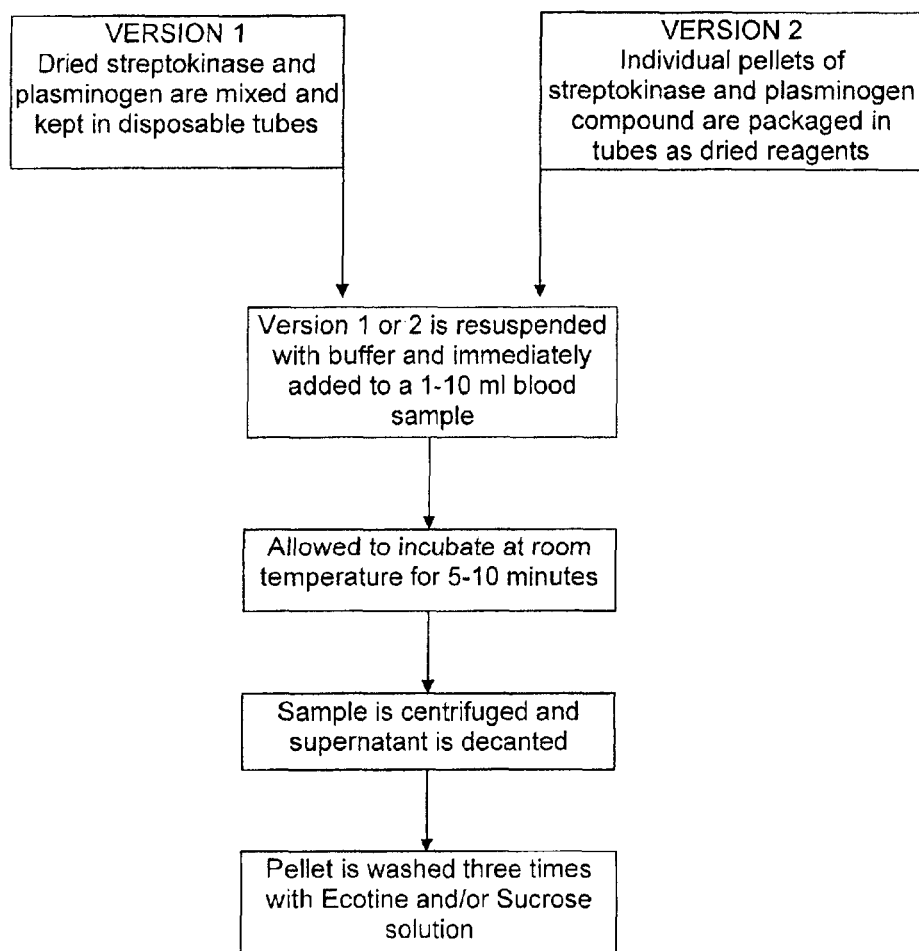 VERSION 1
Dried streptokinase and
plasminogen are mixed and
kept in disposable tubes
VERSION 2
Individual pellets of
streptokinase and plasminogen
compound are packaged in
tubes as dried reagents
Version 1 or 2 is resuspended
with buffer and immediately
added to a 1-10 ml blood
sample
Allowed to incubate at room
temperature for 5-10 minutes
Sample is centrifuged and
supernatant is decanted
Pellet is washed three times
with Ecotine and/or Sucrose
solution